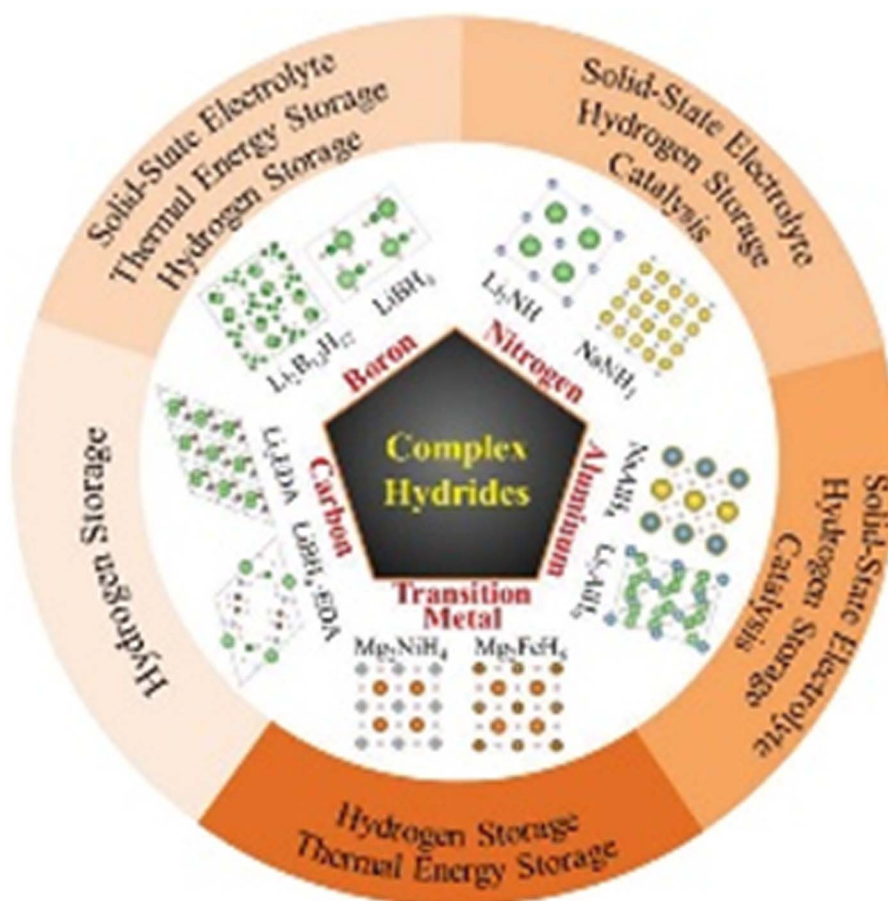 Solid-State Electrolyte
Thermal Energy Storage
Hydrogen Storage
Solid-State Electrolyte
Hydrogen Storage
Catalysis
Solid-State Electrolyte
Hydrogen Storage
Catalysis
Hydrogen Storage
Thermal Energy Storage
Hydrogen Storage
Complex
Hydrides
Boron
Li₂B₁₂H₁₂
LiBH₄
Nitrogen
Li₂NH
NaNH₂
Aluminum
NaAlH₄
Li₃AlH₆
Transition
Metal
Mg₂NiH₄
Mg₂FeH₆
Carbon
LiBH₄·EDA